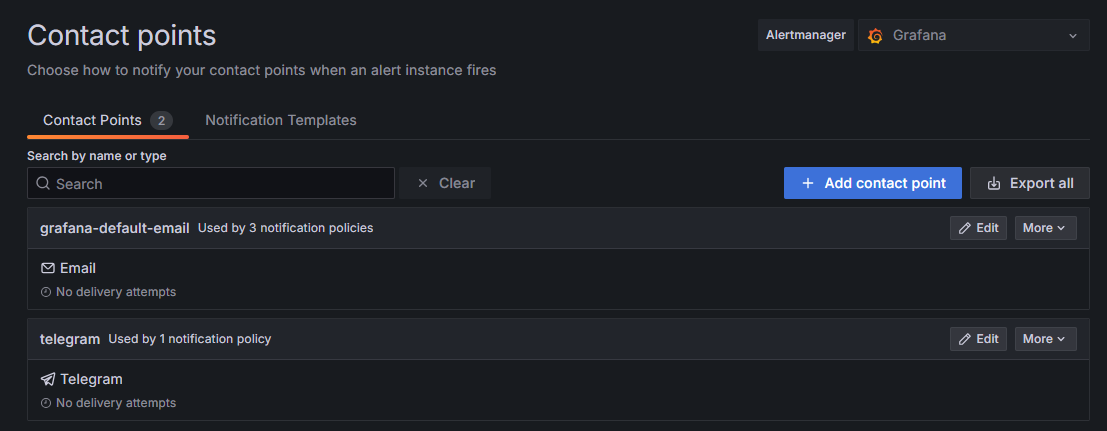 Contact points
Alertmanager Grafana
Choose how to notify your contact points when an alert instance fires
Contact Points 2 Notification Templates
Search by name or type
Search Clear Add contact point Export all
grafana-default-email Used by 3 notification policies Edit More
Email
No delivery attempts
telegram Used by 1 notification policy Edit More
Telegram
No delivery attempts